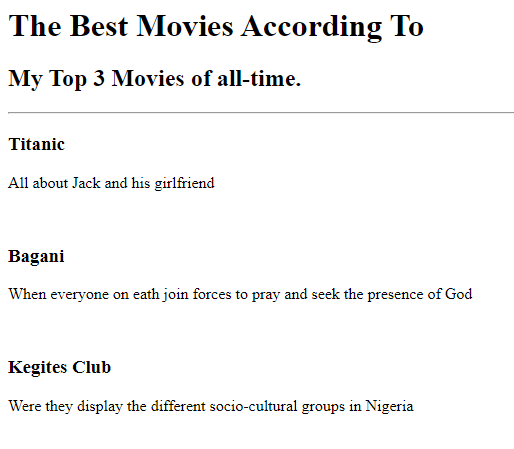 The Best Movies According To
My Top 3 Movies of all-time.
Titanic
All about Jack and his girlfriend
Bagani
When everyone on eath join forces to pray and seek the presence of God
Kegites Club
Were they display the different socio-cultural groups in Nigeria